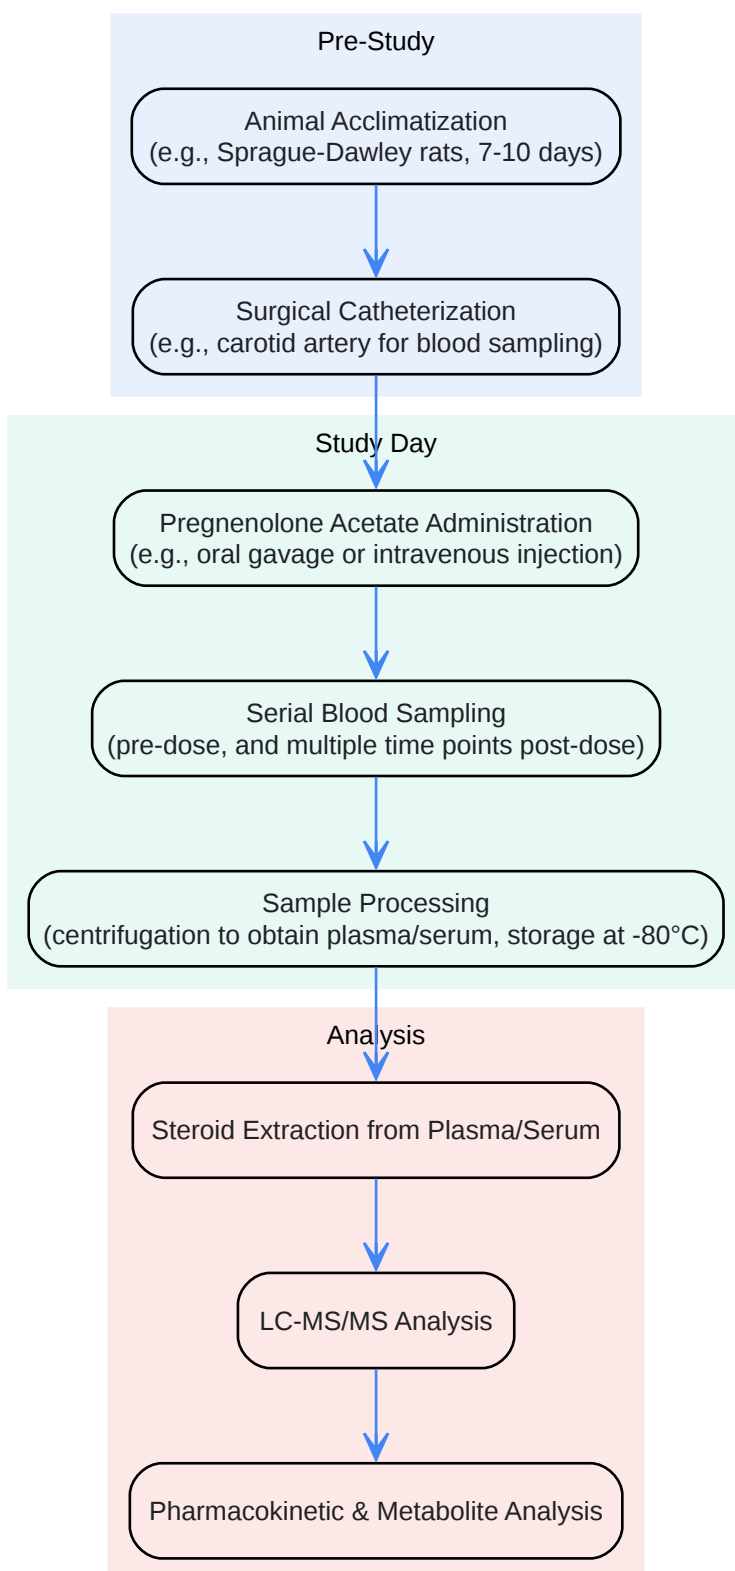 Pre-Study
Animal Acclimatization
(e.g., Sprague-Dawley rats, 7-10 days)
Surgical Catheterization
(e.g., carotid artery for blood sampling)
Study Day
Pregnenolone Acetate Administration
(e.g., oral gavage or intravenous injection)
Serial Blood Sampling
(pre-dose, and multiple time points post-dose)
Sample Processing
(centrifugation to obtain plasma/serum, storage at -80°C)
Analysis
Steroid Extraction from Plasma/Serum
LC-MS/MS Analysis
Pharmacokinetic & Metabolite Analysis